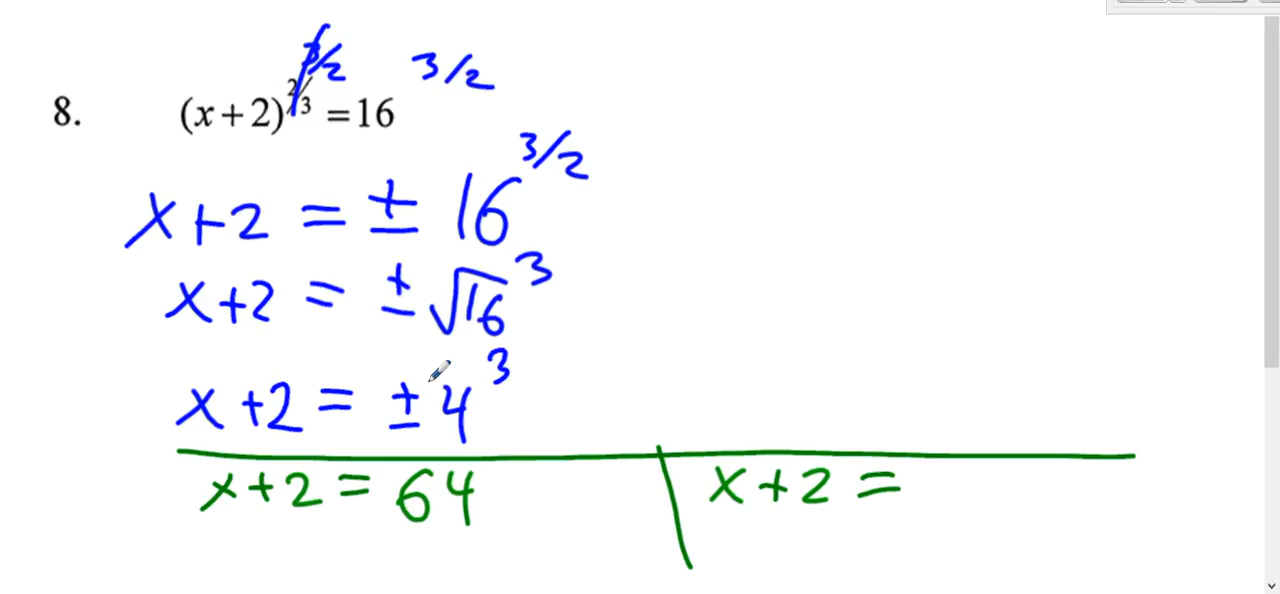 8. (x+2)^2/3 = 16
3/2 3/2
x+2 = ± 16^3/2
x+2 = ± √16^3
x+2 = ± 4^3
x+2 = 64 x+2 =